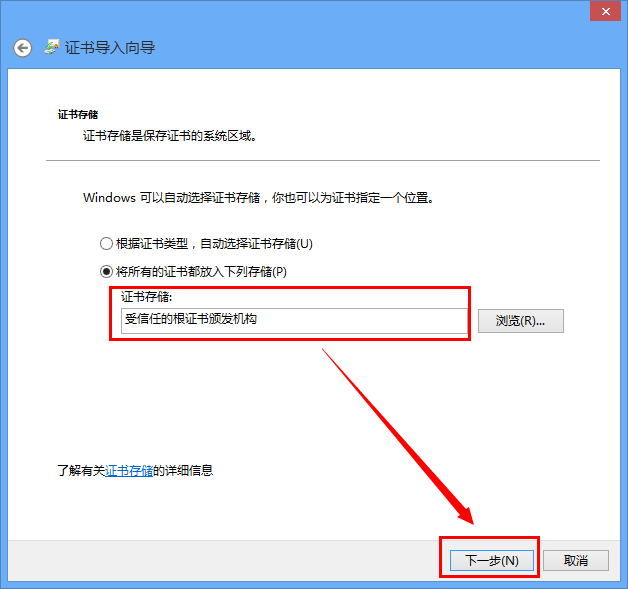 证书导入向导
证书存储
证书存储是保存证书的系统区域。
Windows 可以自动选择证书存储，你也可以为证书指定一个位置。
根据证书类型，自动选择证书存储(U)
将所有的证书都放入下列存储(P)
证书存储:
受信任的根证书颁发机构
浏览(R)...
了解有关证书存储的详细信息
下一步(N)
取消